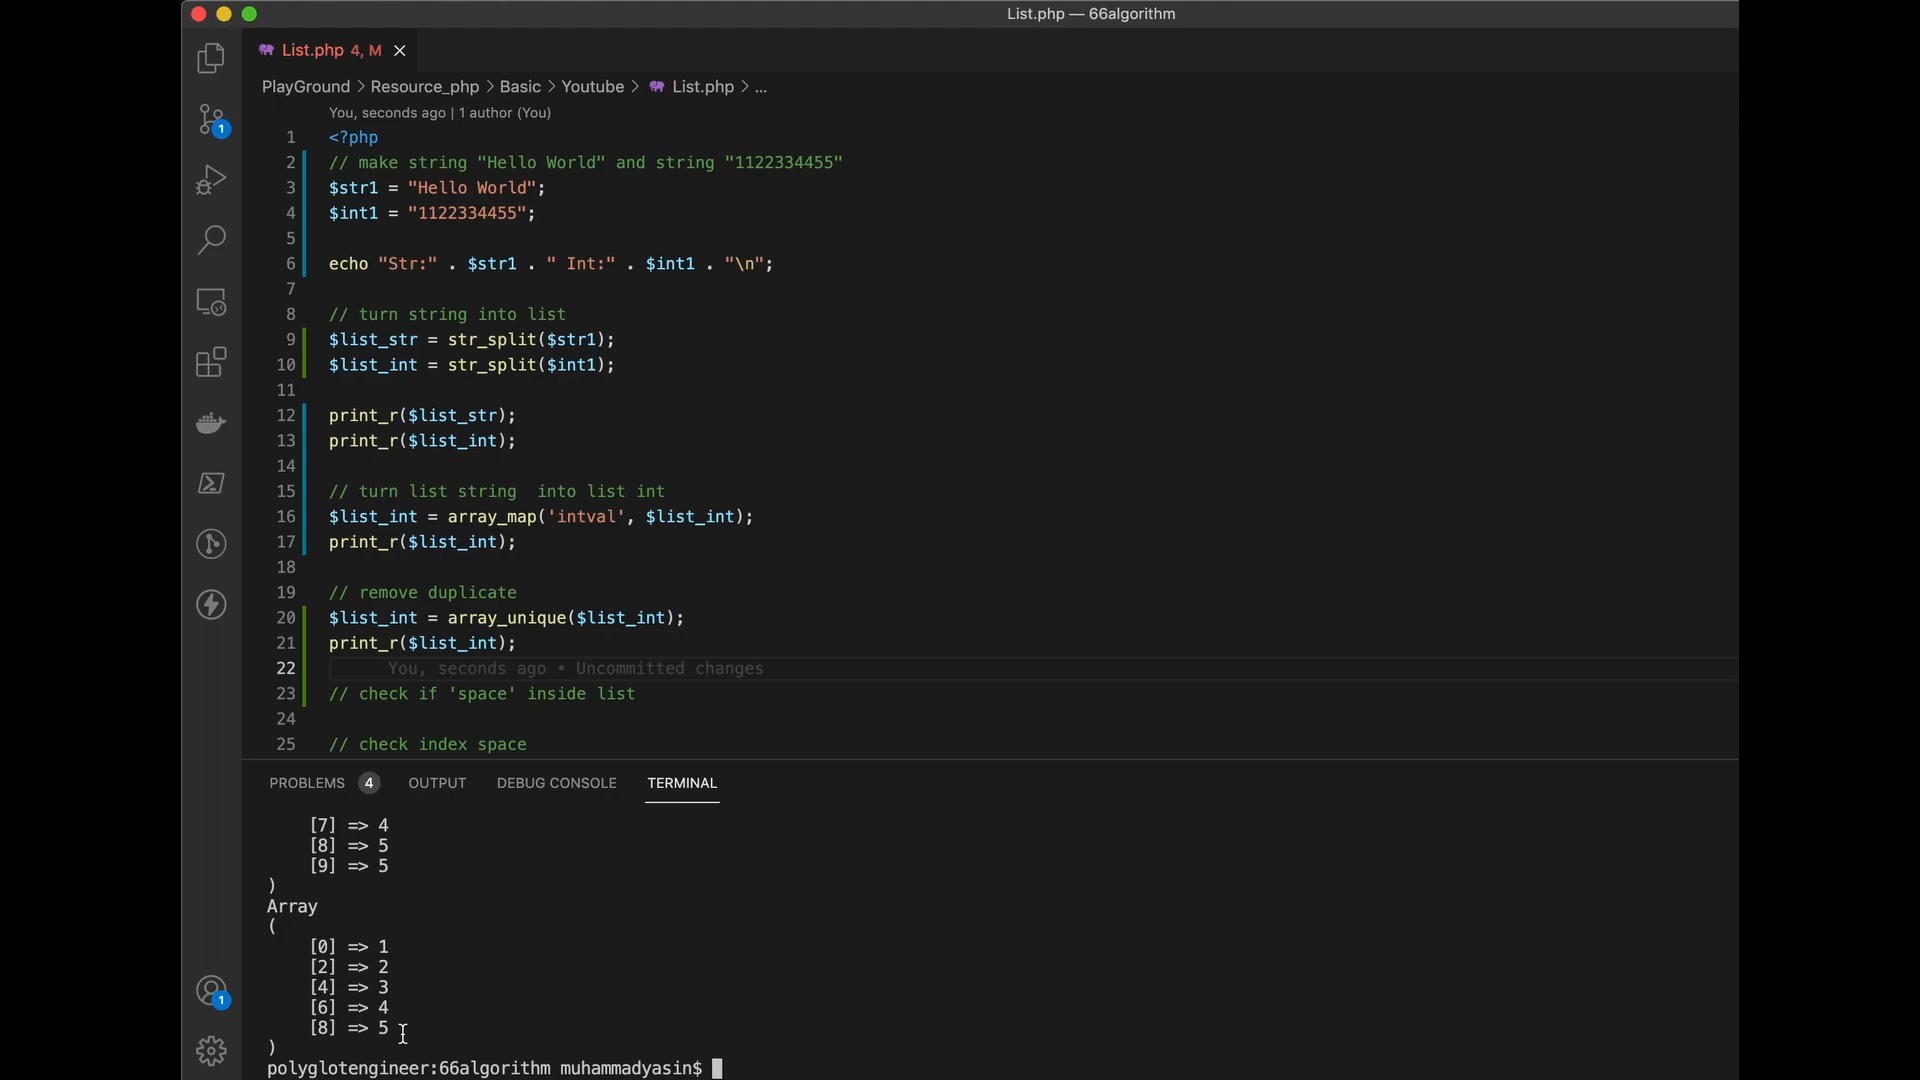 List.php — 66algorithm
List.php 4, M
PlayGround > Resource_php > Basic > Youtube > List.php > ...
You, seconds ago | 1 author (You)
1 <?php
2 // make string "Hello World" and string "1122334455"
3 $str1 = "Hello World";
4 $int1 = "1122334455";
5
6 echo "Str:" . $str1 . " Int:" . $int1 . "\n";
7
8 // turn string into list
9 $list_str = str_split($str1);
10 $list_int = str_split($int1);
11
12 print_r($list_str);
13 print_r($list_int);
14
15 // turn list string  into list int
16 $list_int = array_map('intval', $list_int);
17 print_r($list_int);
18
19 // remove duplicate
20 $list_int = array_unique($list_int);
21 print_r($list_int);
22 You, seconds ago • Uncommitted changes
23 // check if 'space' inside list
24
25 // check index space
1
1
PROBLEMS 4 OUTPUT DEBUG CONSOLE TERMINAL
[7] => 4
[8] => 5
[9] => 5
)
Array
(
[0] => 1
[2] => 2
[4] => 3
[6] => 4
[8] => 5
)
polyglotengineer:66algorithm muhammadyasin$